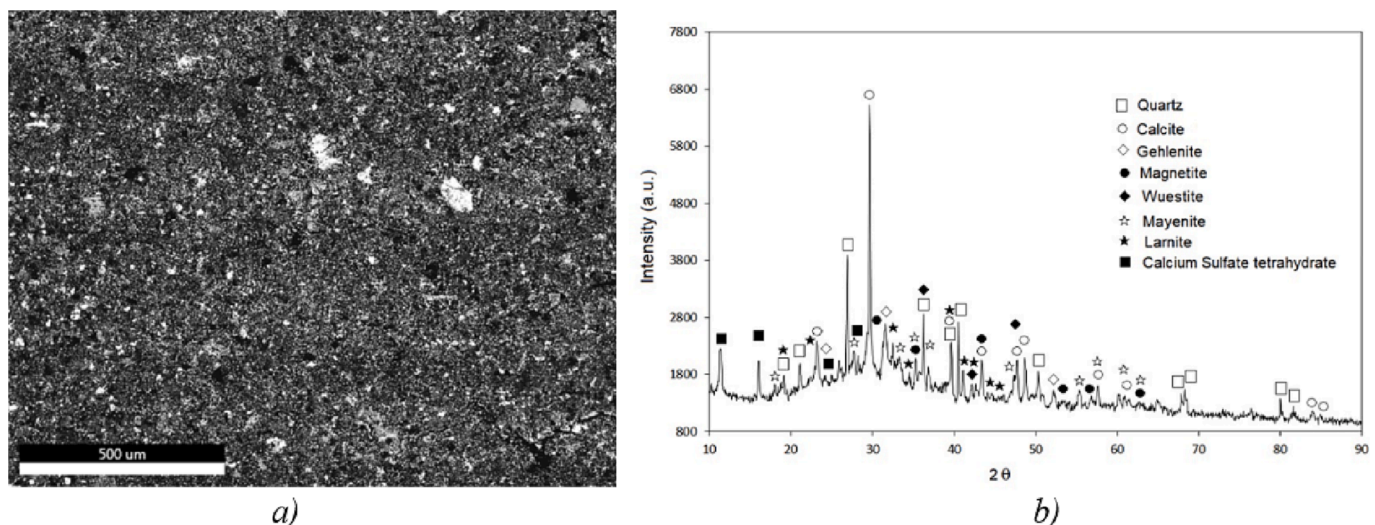 500 um
a)
Intensity (a.u.)
7800
6800
5800
4800
3800
2800
1800
800
10 20 30 40 50 60 70 80 90
2 θ
Quartz
Calcite
Gehlenite
Magnetite
Wuestite
Mayenite
Larnite
Calcium Sulfate tetrahydrate
b)